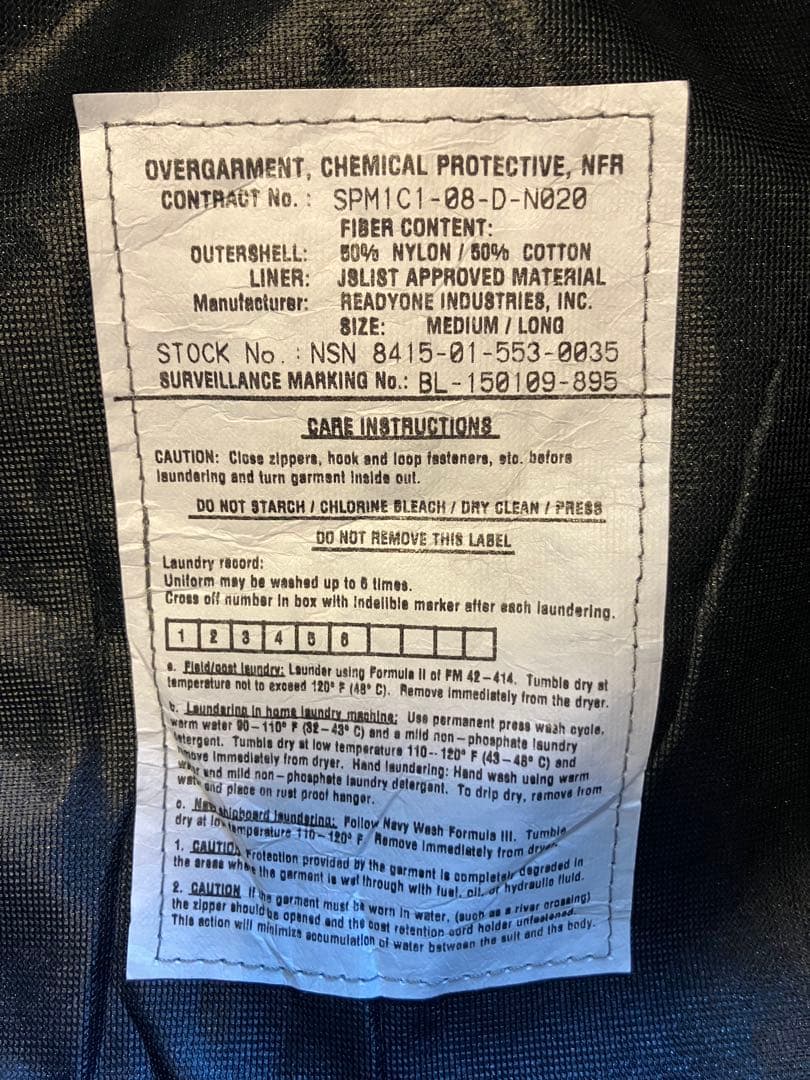 OVERGARMENT, CHEMICAL PROTECTIVE, NFR
CONTRACT No. : SPM1C1-08-D-N020
FIBER CONTENT:
OUTERSHELL: 50% NYLON / 50% COTTON
LINER: JSLIST APPROVED MATERIAL
Manufacturer: READYONE INDUSTRIES, INC.
SIZE: MEDIUM / LONG
STOCK No. : NSN 8415-01-553-0035
SURVEILLANCE MARKING No.: BL-150109-895
CARE INSTRUCTIONS
CAUTION: Close zippers, hook and loop fasteners, etc. before
laundering and turn garment inside out.
DO NOT STARCH / CHLORINE BLEACH / DRY CLEAN / PRESS
DO NOT REMOVE THIS LABEL
Laundry record:
Uniform may be washed up to 6 times.
Cross off number in box with indelible marker after each laundering.
1 2 3 4 5 6
a. Field/post laundry: Launder using Formula II of FM 42-414. Tumble dry at
temperature not to exceed 120° F (48° C). Remove immediately from the dryer.
b. Laundering in home laundry machine: Use permanent press wash cycle,
warm water 90-110° F (32-43° C) and a mild non-phosphate laundry
detergent. Tumble dry at low temperature 110-120° F (43-48° C) and
remove immediately from dryer. Hand laundering: Hand wash using warm
water and mild non-phosphate laundry detergent. To drip dry, remove from
water and place on rust proof hanger.
c. Navy shipboard laundering: Follow Navy Wash Formula III. Tumble
dry at low temperature 110-120° F. Remove immediately from dryer.
1. CAUTION Protection provided by the garment is completely degraded in
the areas where the garment is wet through with fuel, oil, or hydraulic fluid.
2. CAUTION If the garment must be worn in water, (such as a river crossing)
the zipper should be opened and the coat retention cord holder unfastened.
This action will minimize accumulation of water between the suit and the body.